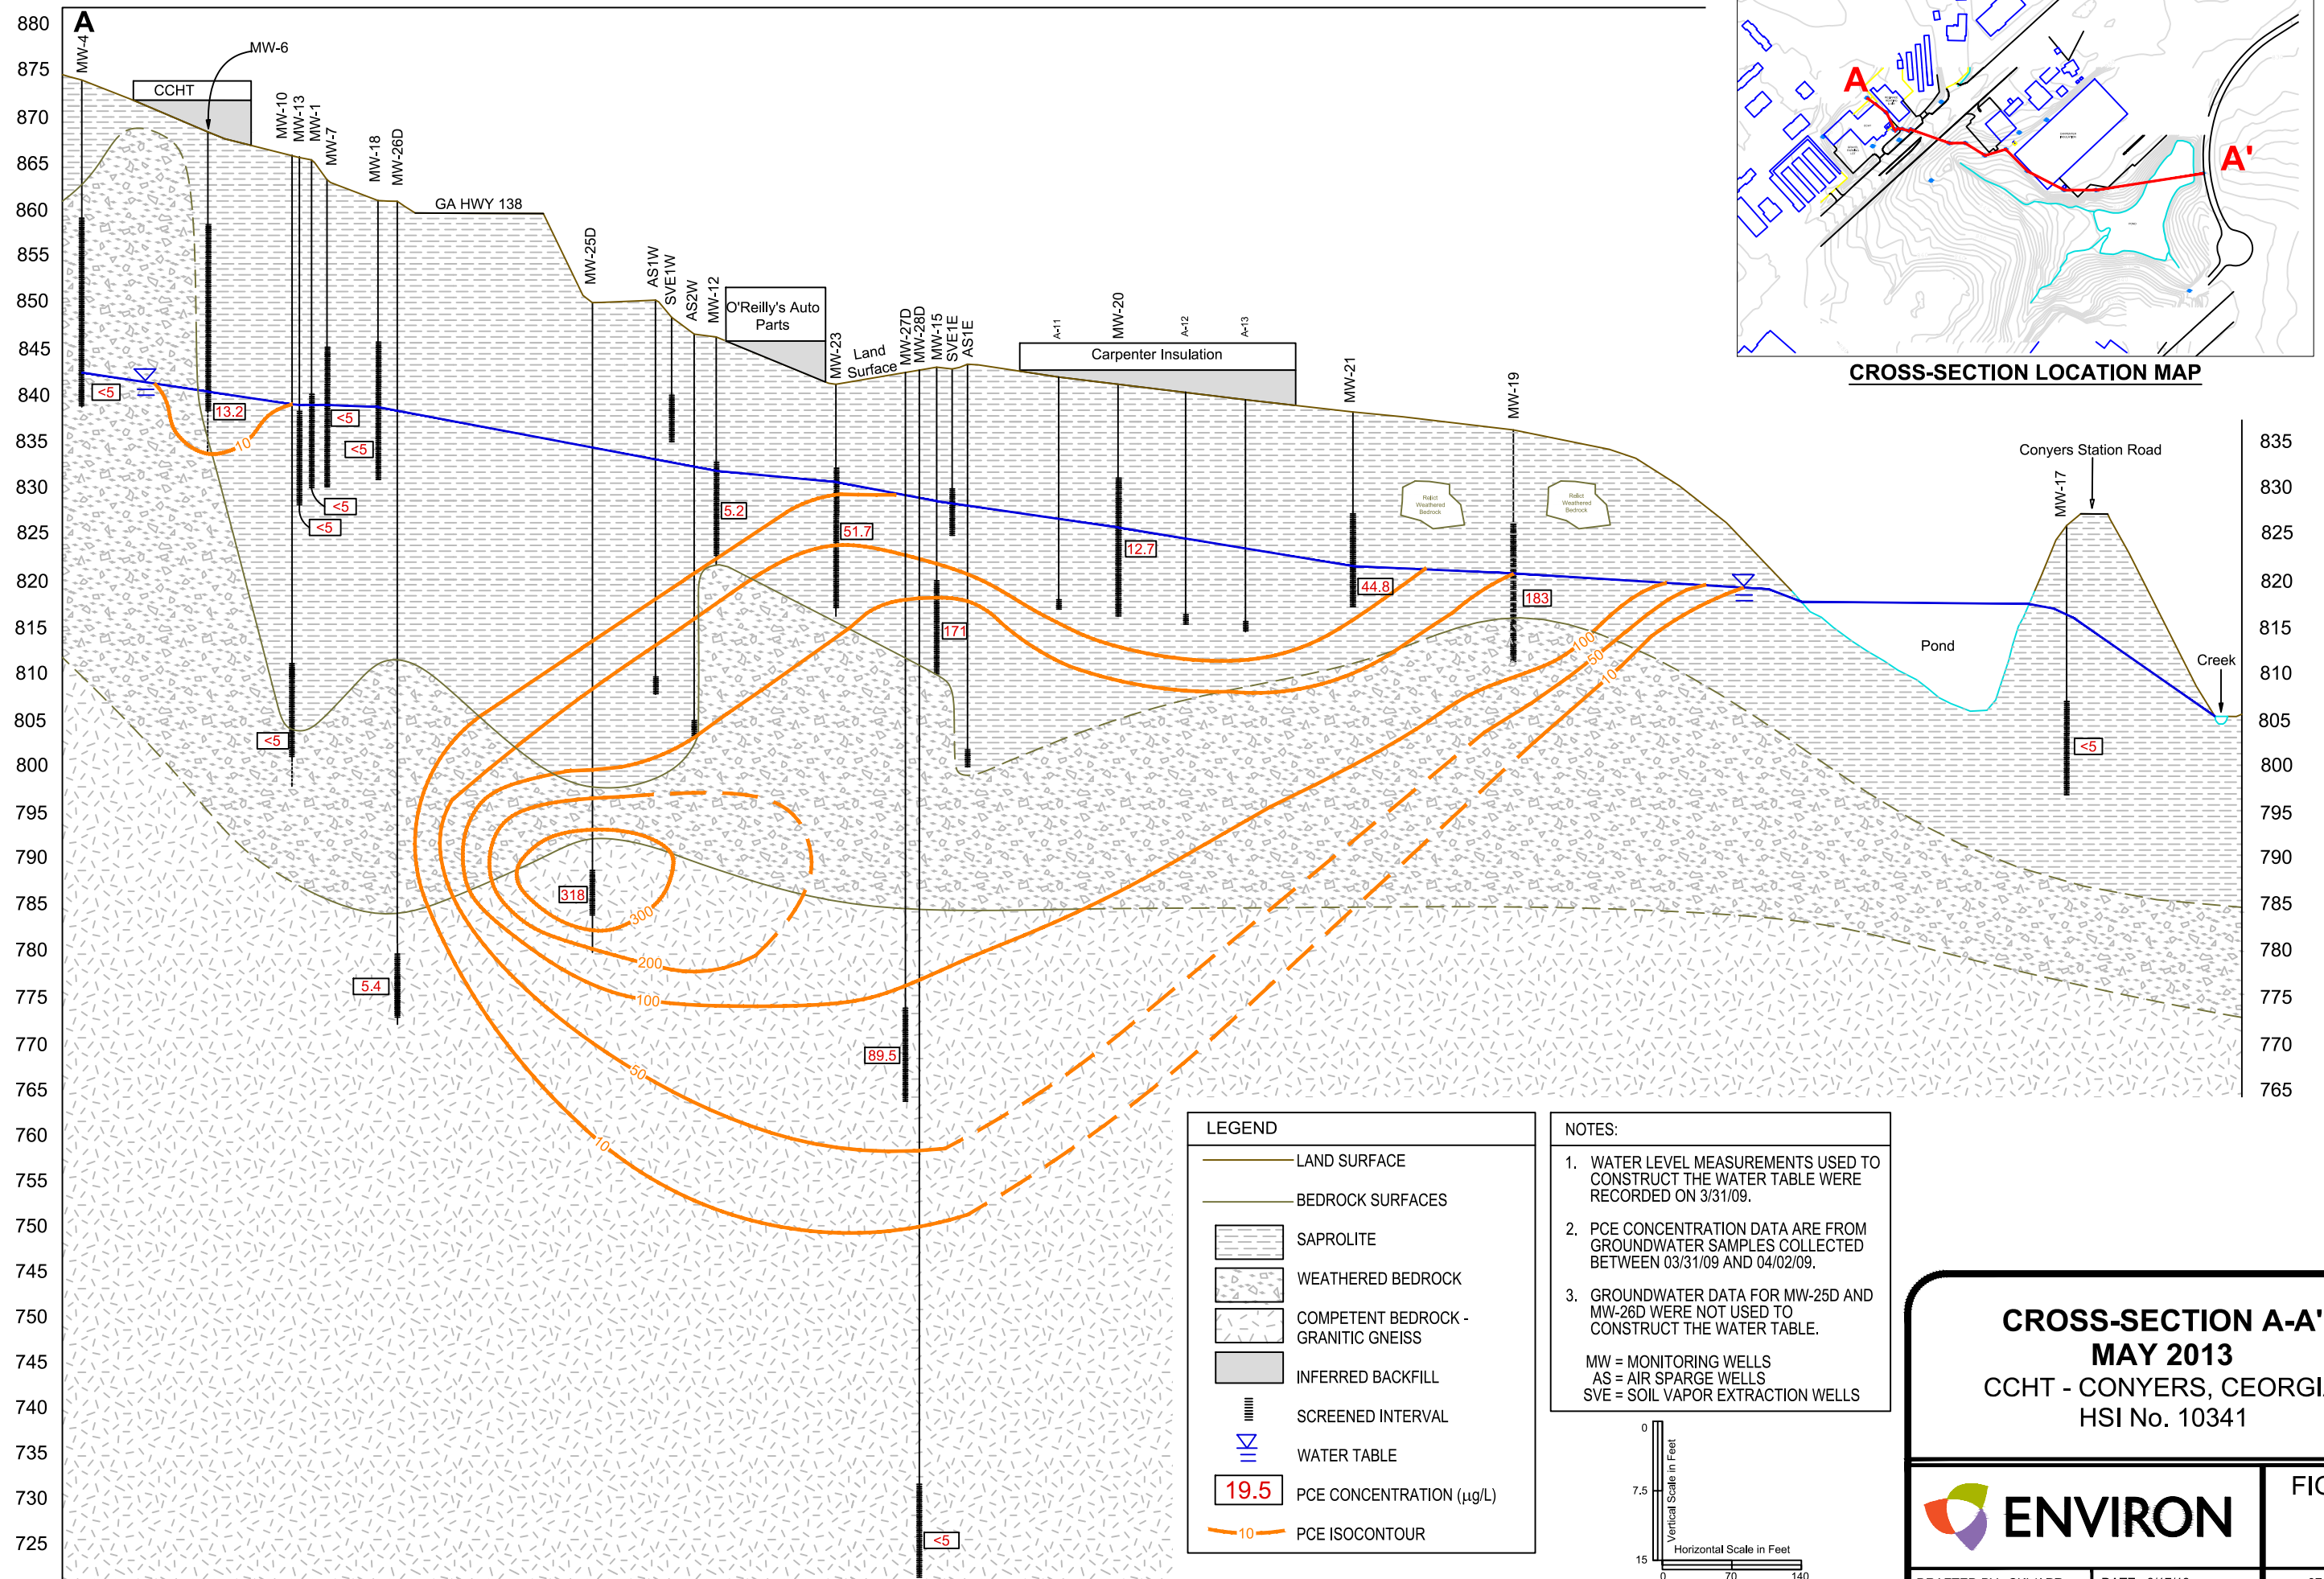 A
880
875
870
865
860
855
850
845
840
835
830
825
820
815
810
805
800
795
790
785
780
775
770
765
760
755
750
745
750
745
740
735
730
725
MW-4
CCHT
MW-6
MW-10
MW-13
MW-1
MW-7
MW-18
MW-26D
GA HWY 138
MW-25D
AS1W
SVE1W
AS2W
MW-12
O'Reilly's Auto
Parts
MW-23
Land
Surface
MW-27D
MW-28D
MW-15
SVE1E
AS1E
A-11
MW-20
A-12
A-13
Carpenter Insulation
MW-21
MW-19
Relict
Weathered
Bedrock
Relict
Weathered
Bedrock
Pond
MW-17
Conyers Station Road
Creek
<5
13.2
10
<5
<5
<5
<5
<5
5.4
318
300
200
100
50
10
5.2
51.7
171
89.5
<5
12.7
44.8
183
100
50
10
<5
835
830
825
820
815
810
805
800
795
790
785
780
775
770
765
A
A'
CROSS-SECTION LOCATION MAP
LEGEND
LAND SURFACE
BEDROCK SURFACES
SAPROLITE
WEATHERED BEDROCK
COMPETENT BEDROCK -
GRANITIC GNEISS
INFERRED BACKFILL
SCREENED INTERVAL
WATER TABLE
19.5 PCE CONCENTRATION (µg/L)
10 PCE ISOCONTOUR
NOTES:
1. WATER LEVEL MEASUREMENTS USED TO
CONSTRUCT THE WATER TABLE WERE
RECORDED ON 3/31/09.
2. PCE CONCENTRATION DATA ARE FROM
GROUNDWATER SAMPLES COLLECTED
BETWEEN 03/31/09 AND 04/02/09.
3. GROUNDWATER DATA FOR MW-25D AND
MW-26D WERE NOT USED TO
CONSTRUCT THE WATER TABLE.
MW = MONITORING WELLS
AS = AIR SPARGE WELLS
SVE = SOIL VAPOR EXTRACTION WELLS
0
7.5
15
Vertical Scale in Feet
Horizontal Scale in Feet
0 70 140
CROSS-SECTION A-A'
MAY 2013
CCHT - CONYERS, CEORGI
HSI No. 10341
ENVIRON